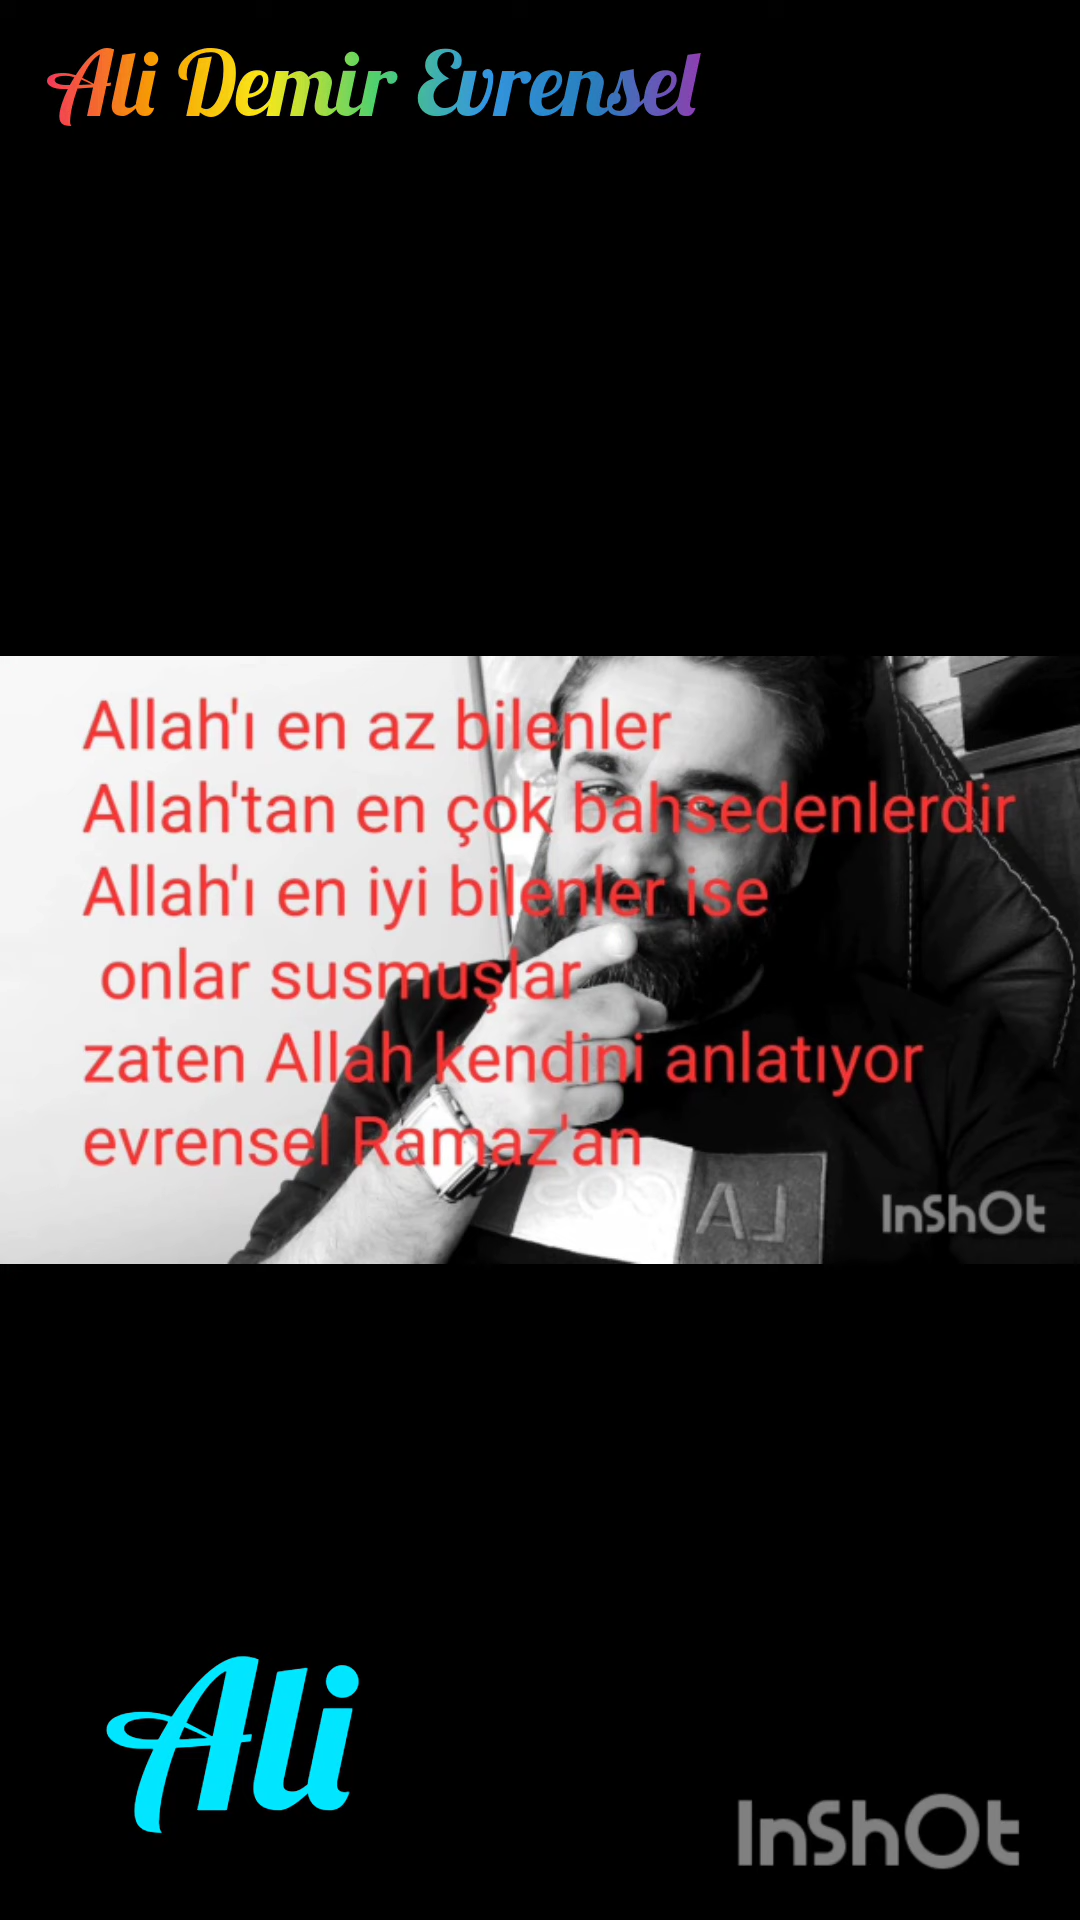 Ali Demir Evrensel
Allah'ı en az bilenler
Allah'tan en çok bahsedenlerdir
Allah'ı en iyi bilenler ise
onlar susmuşlar
zaten Allah kendini anlatıyor
evrensel Ramaz'an
InShOt
Ali
InShOt